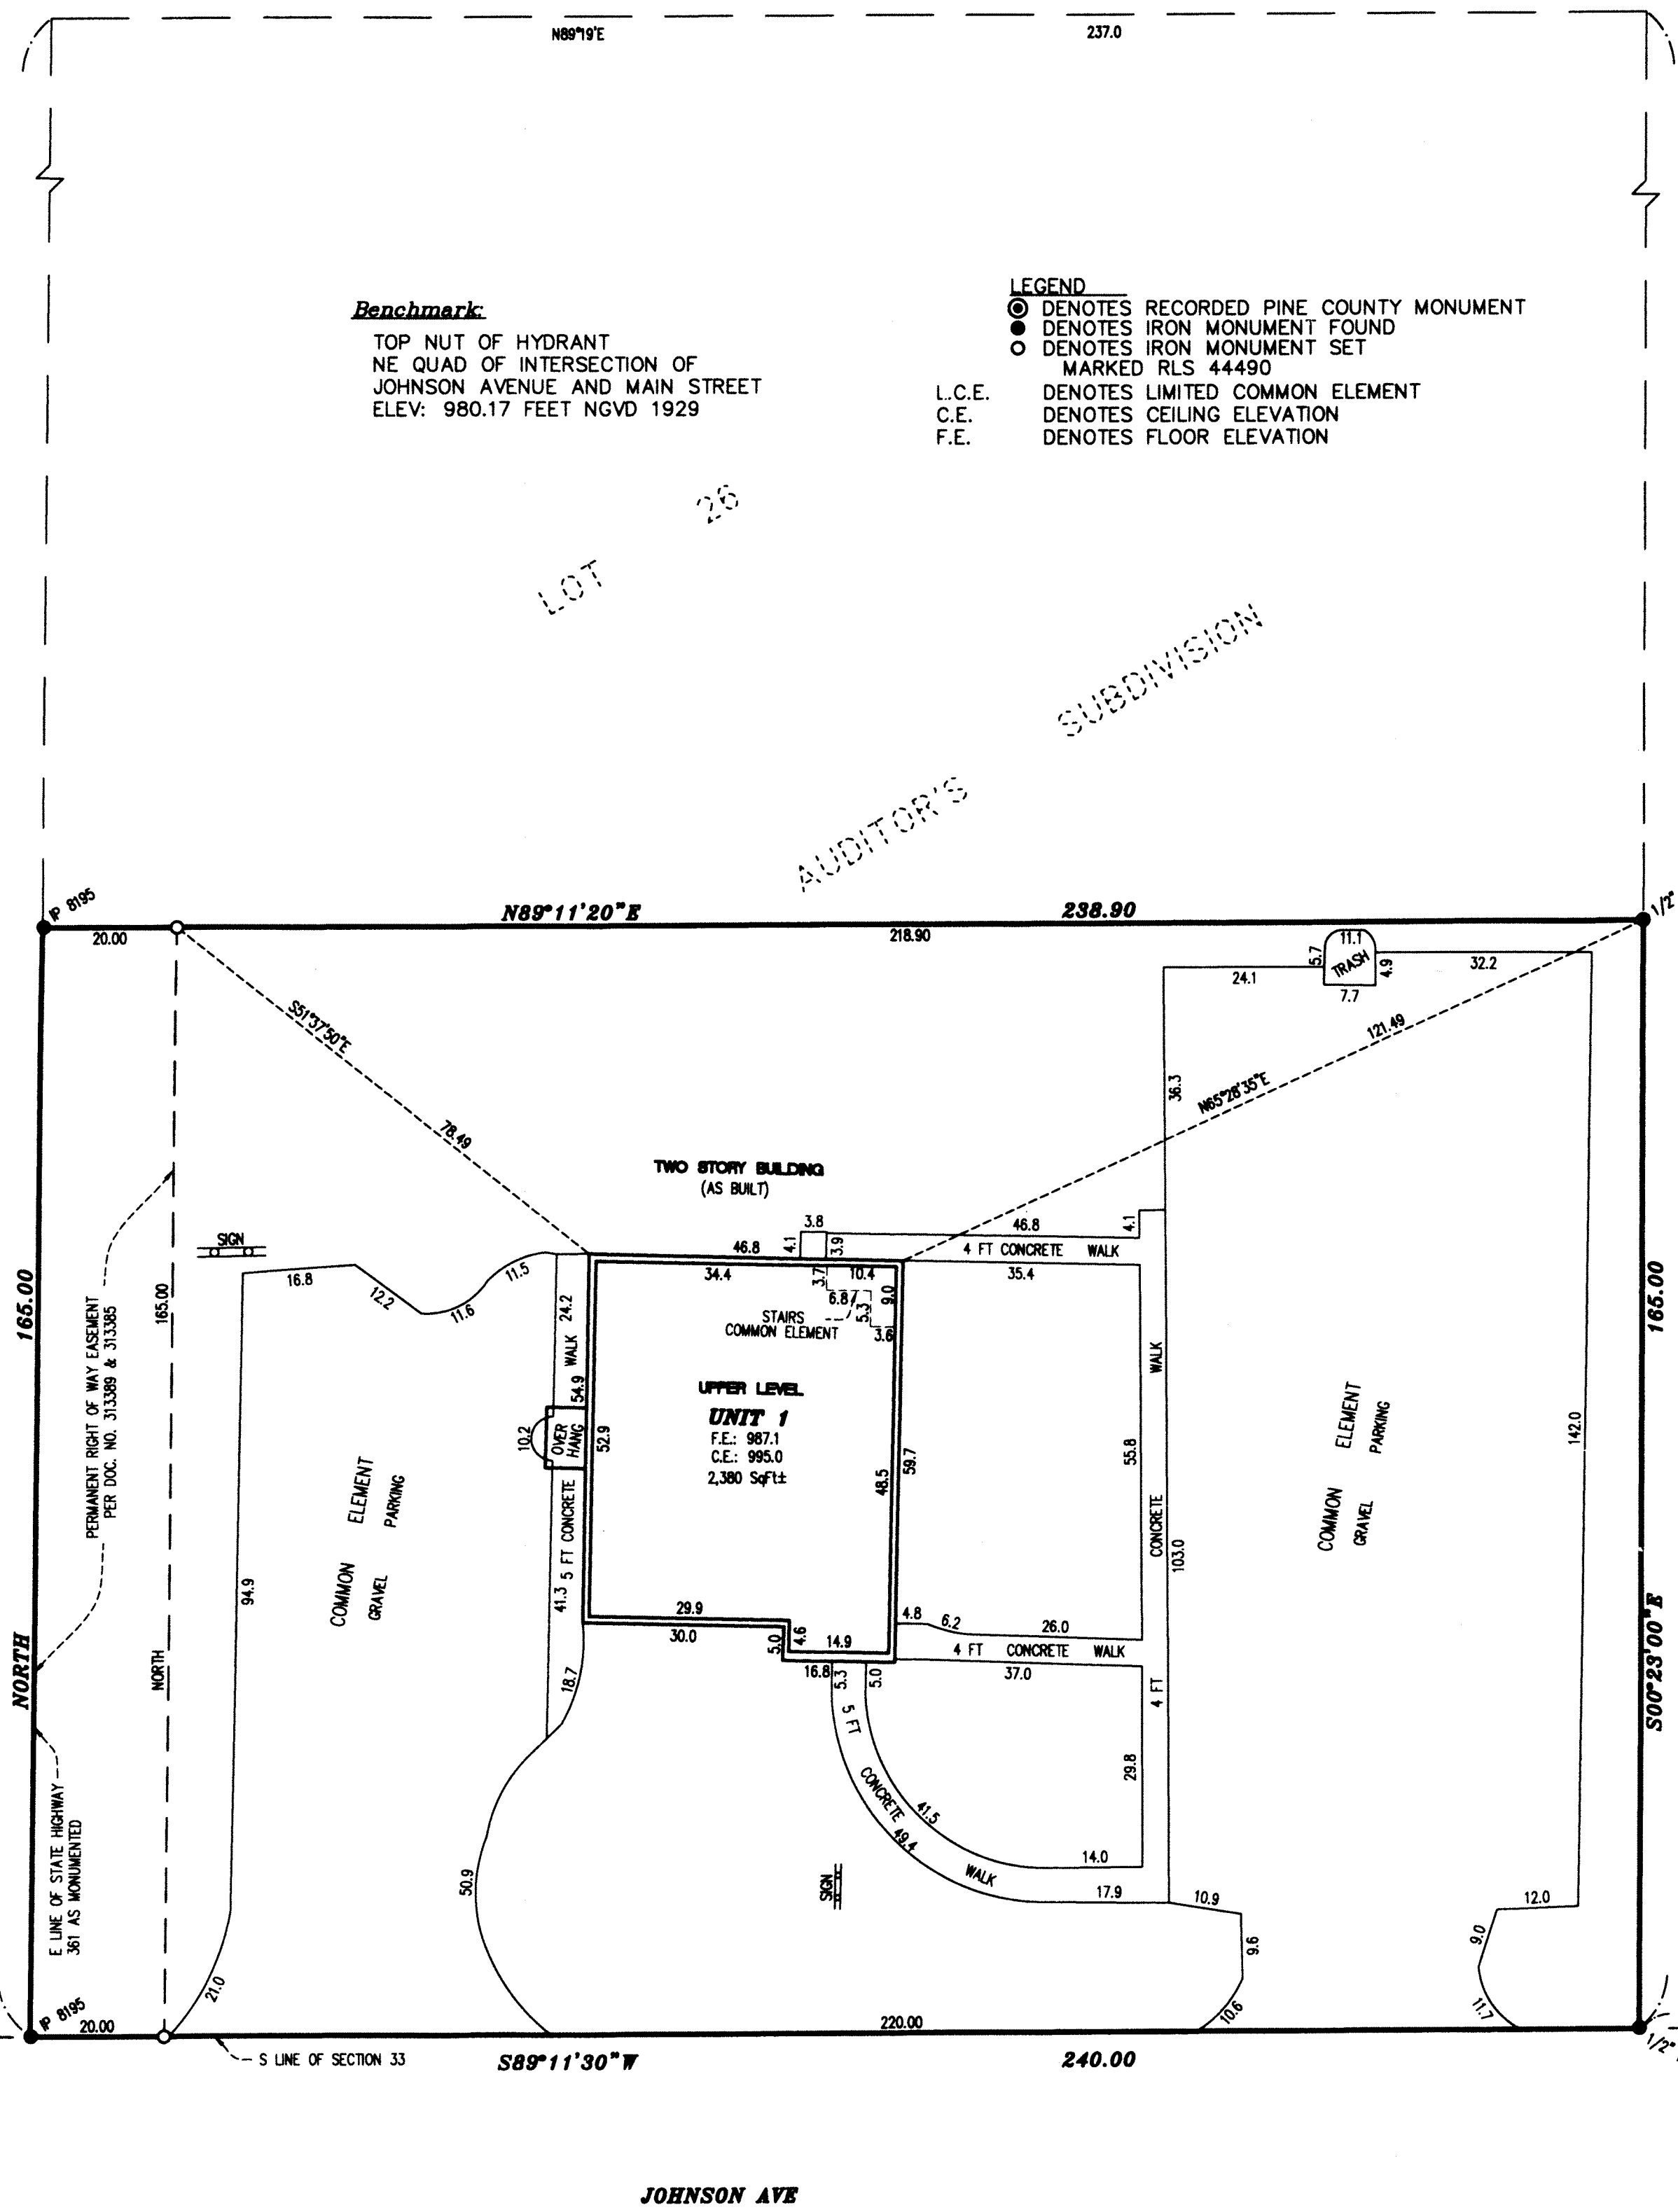 N89°19'E
237.0
Benchmark:
TOP NUT OF HYDRANT
NE QUAD OF INTERSECTION OF
JOHNSON AVENUE AND MAIN STREET
ELEV: 980.17 FEET NGVD 1929
LEGEND
DENOTES RECORDED PINE COUNTY MONUMENT
DENOTES IRON MONUMENT FOUND
DENOTES IRON MONUMENT SET
MARKED RLS 44490
L.C.E. DENOTES LIMITED COMMON ELEMENT
C.E. DENOTES CEILING ELEVATION
F.E. DENOTES FLOOR ELEVATION
LOT 26
AUDITOR'S SUBDIVISION
IP 8195
20.00
N89°11'20"E
238.90
218.90
1/2"
S51°37'50"E
78.49
121.49
N65°28'35"E
11.1
TRASH
5.7
4.9
7.7
24.1
32.2
36.3
TWO STORY BUILDING
(AS BUILT)
SIGN
16.8
12.2
11.6
11.5
3.8
4.1
3.9
46.8
46.8
4.1
4 FT CONCRETE WALK
35.4
34.4
3.7
10.4
6.8
5.3
9.0
3.6
STAIRS
COMMON ELEMENT
24.2
WALK
54.9
52.9
10.2
OVER
HANG
UPPER LEVEL
UNIT 1
F.E.: 987.1
C.E.: 995.0
2,380 SqFt±
48.5
59.7
55.8
WALK
CONCRETE
103.0
4 FT
COMMON ELEMENT
GRAVEL PARKING
142.0
165.00
S00°23'00"E
165.00
NORTH
165.00
NORTH
PERMANENT RIGHT OF WAY EASEMENT
PER DOC. NO. 313389 & 313385
94.9
COMMON ELEMENT
GRAVEL PARKING
5 FT CONCRETE
41.3
18.7
29.9
30.0
5.0
4.6
14.9
16.8
5.3
5.0
4.8
6.2
26.0
4 FT CONCRETE WALK
37.0
29.8
5 FT
CONCRETE
WALK
41.5
49.4
14.0
17.9
SIGN
50.9
10.9
9.6
10.6
12.0
9.0
11.7
E LINE OF STATE HIGHWAY
361 AS MONUMENTED
21.0
IP 8195
20.00
220.00
S LINE OF SECTION 33
S89°11'30"W
240.00
1/2"
JOHNSON AVE